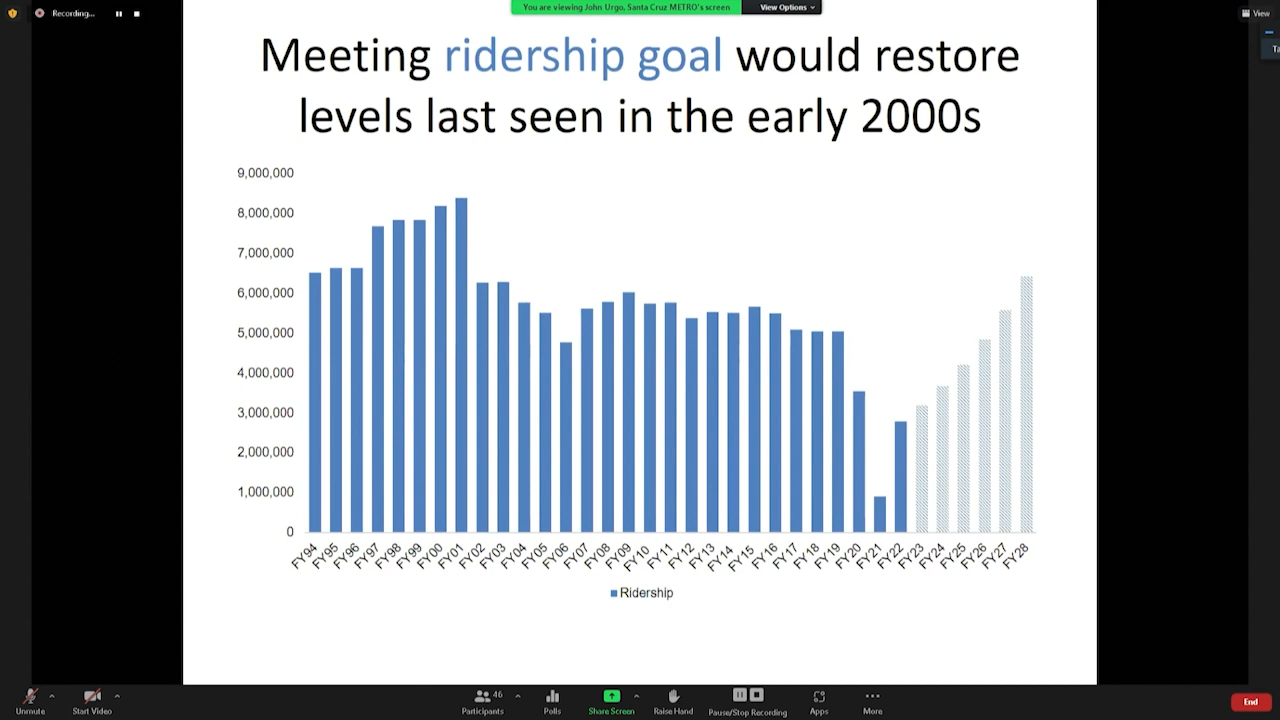 Recording...
You are viewing John Urgo, Santa Cruz METRO's screen
View Options
View
Ta
Meeting ridership goal would restore
levels last seen in the early 2000s
9,000,000
8,000,000
7,000,000
6,000,000
5,000,000
4,000,000
3,000,000
2,000,000
1,000,000
0
FY94 FY95 FY96 FY97 FY98 FY99 FY00 FY01 FY02 FY03 FY04 FY05 FY06 FY07 FY08 FY09 FY10 FY11 FY12 FY13 FY14 FY15 FY16 FY17 FY18 FY19 FY20 FY21 FY22 FY23 FY24 FY25 FY26 FY27 FY28
Ridership
46
Unmute Start Video Participants Polls Share Screen Raise Hand Pause/Stop Recording Apps More End